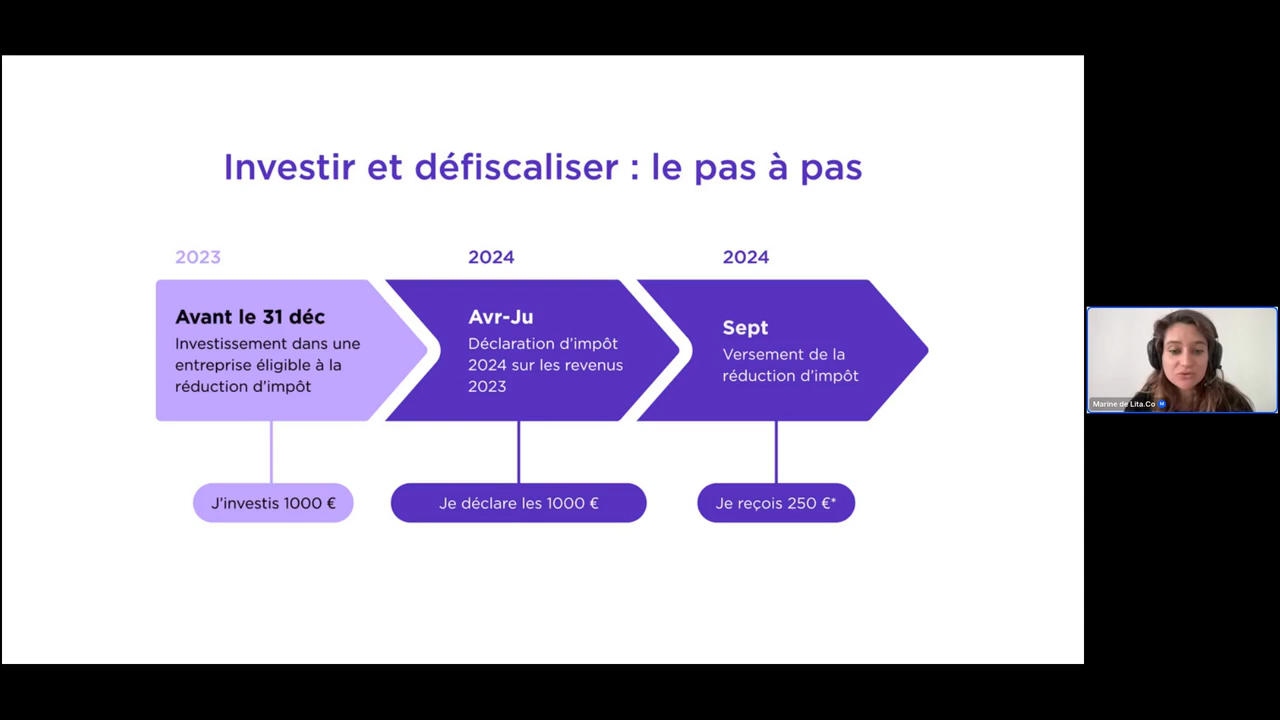 Investir et défiscaliser : le pas à pas
2023
2024
2024
Avant le 31 déc
Investissement dans une
entreprise éligible à la
réduction d'impôt
Avr-Ju
Déclaration d'impôt
2024 sur les revenus
2023
Sept
Versement de la
réduction d'impôt
J'investis 1000 €
Je déclare les 1000 €
Je reçois 250 €*
Marine de Lita.Co